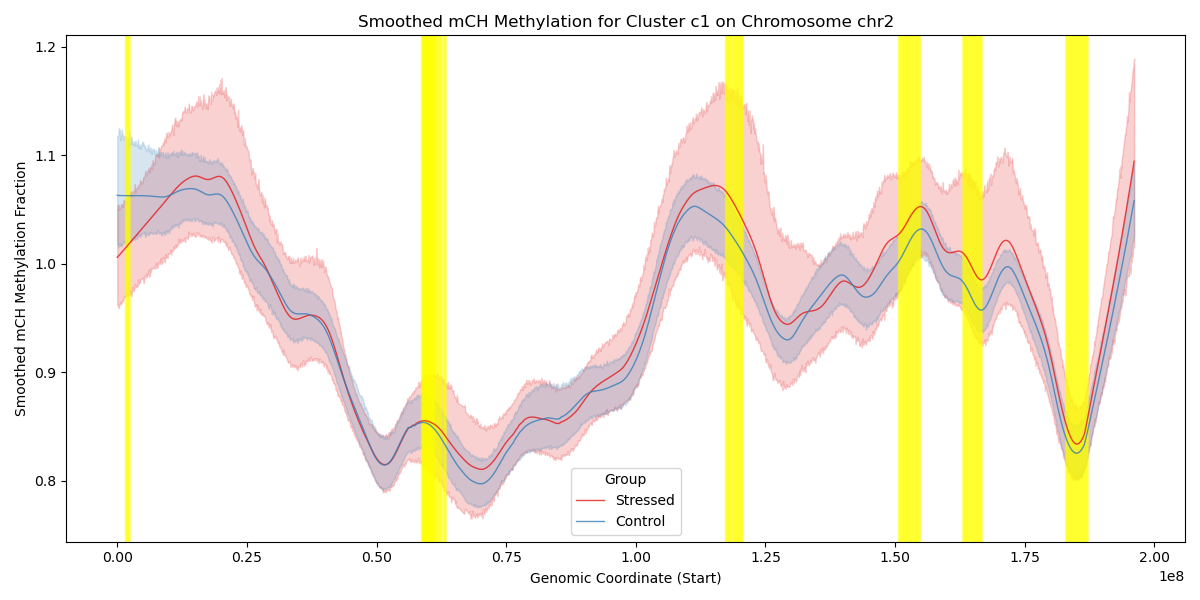 Smoothed mCH Methylation for Cluster c1 on Chromosome chr2
Smoothed mCH Methylation Fraction
1.2
1.1
1.0
0.9
0.8
Group
Stressed
Control
0.00 0.25 0.50 0.75 1.00 1.25 1.50 1.75 2.00
1e8
Genomic Coordinate (Start)